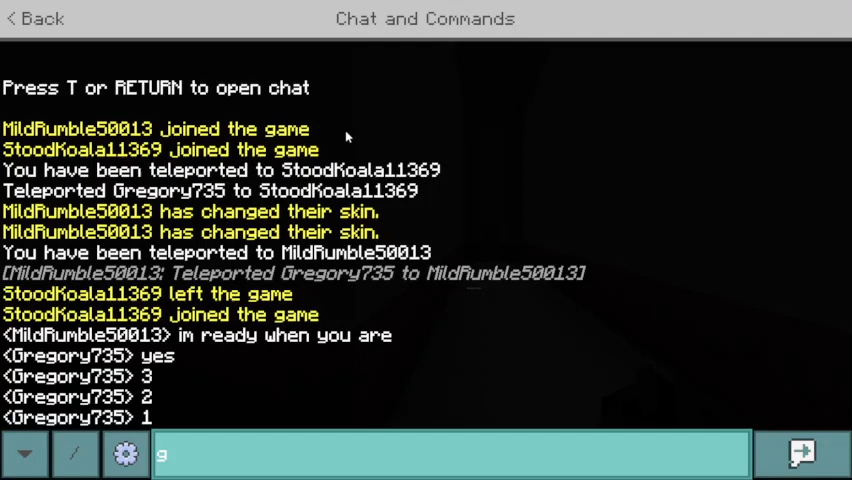 < Back
Chat and Commands
Press T or RETURN to open chat
MildRumble50013 joined the game
StoodKoala11369 joined the game
You have been teleported to StoodKoala11369
Teleported Gregory735 to StoodKoala11369
MildRumble50013 has changed their skin.
MildRumble50013 has changed their skin.
You have been teleported to MildRumble50013
[MildRumble50013: Teleported Gregory735 to MildRumble50013]
StoodKoala11369 left the game
StoodKoala11369 joined the game
<MildRumble50013> im ready when you are
<Gregory735> yes
<Gregory735> 3
<Gregory735> 2
<Gregory735> 1
/
g